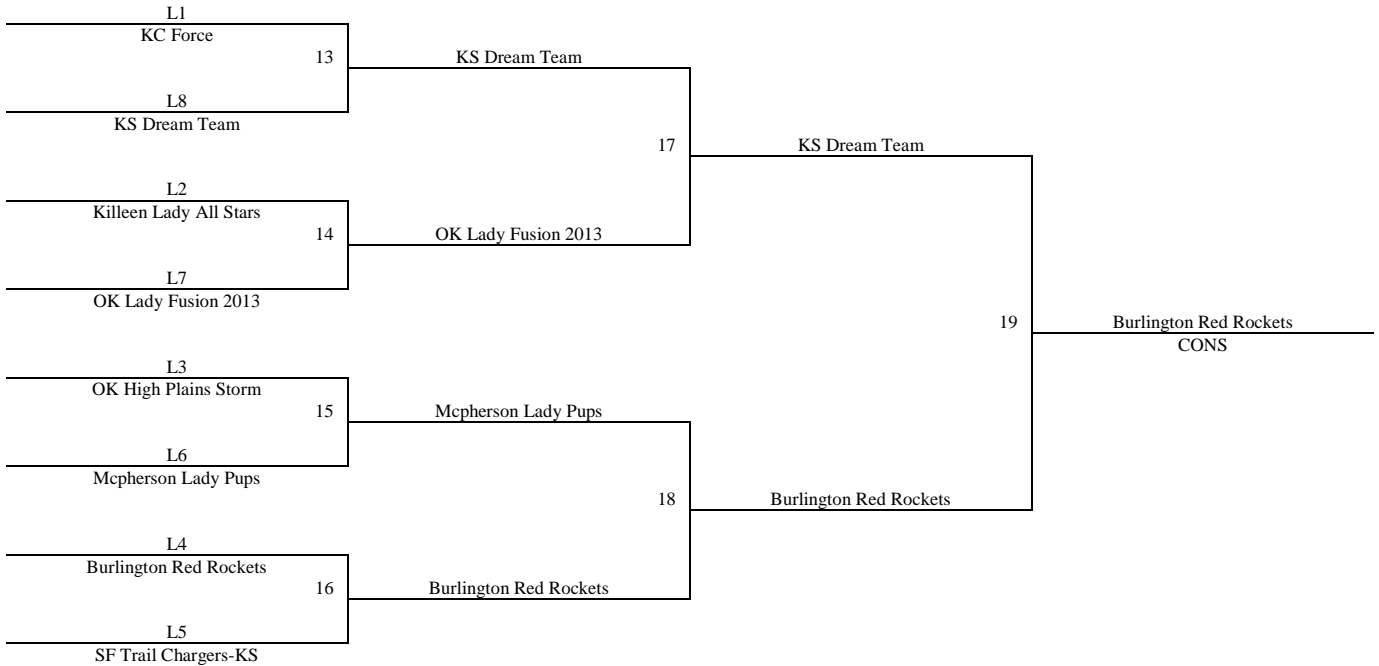 L1
KC Force
13
KS Dream Team
L8
KS Dream Team
17
KS Dream Team
L2
Killeen Lady All Stars
14
OK Lady Fusion 2013
L7
OK Lady Fusion 2013
19
Burlington Red Rockets
CONS
L3
OK High Plains Storm
15
Mcpherson Lady Pups
L6
Mcpherson Lady Pups
18
Burlington Red Rockets
L4
Burlington Red Rockets
16
Burlington Red Rockets
L5
SF Trail Chargers-KS